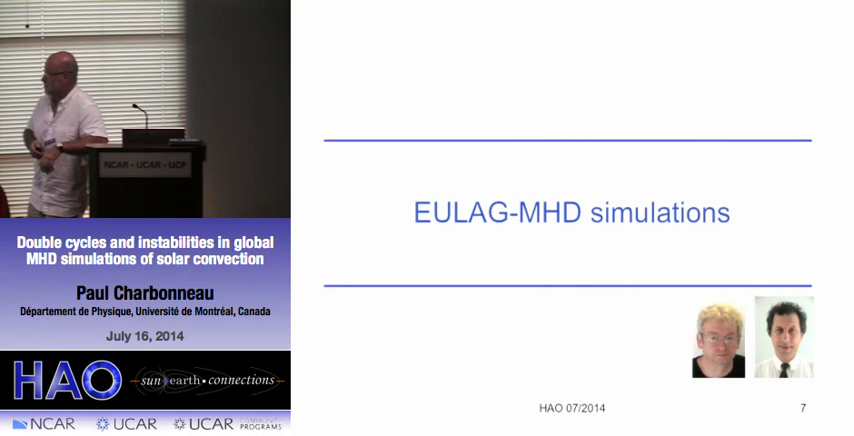 NCAR - UCAR - UCP
Double cycles and instabilities in global
MHD simulations of solar convection
Paul Charbonneau
Département de Physique, Université de Montréal, Canada
July 16, 2014
HAO
sun earth • connections
NCAR
UCAR
UCAR
COMMUNITY
PROGRAMS
EULAG-MHD simulations
HAO 07/2014
7